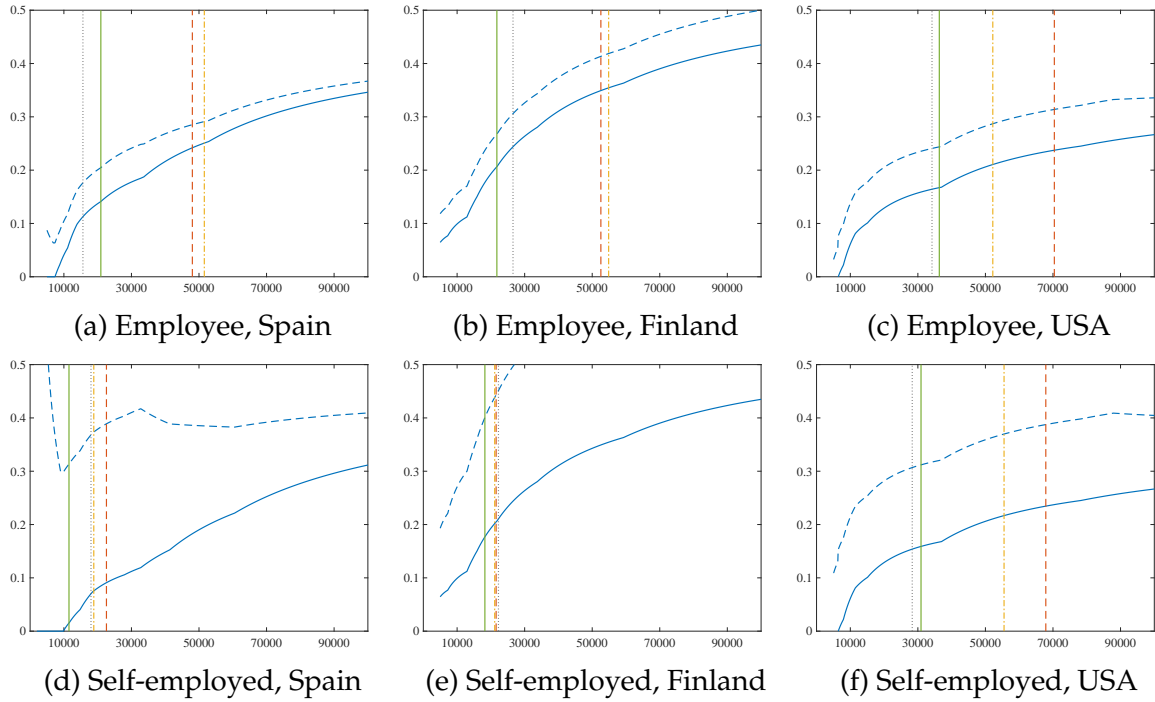 0.5 0.5 0.5
0.4 0.4 0.4
0.3 0.3 0.3
0.2 0.2 0.2
0.1 0.1 0.1
0 0 0
10000 30000 50000 70000 90000 10000 30000 50000 70000 90000 10000 30000 50000 70000 90000
(a) Employee, Spain (b) Employee, Finland (c) Employee, USA
0.5 0.5 0.5
0.4 0.4 0.4
0.3 0.3 0.3
0.2 0.2 0.2
0.1 0.1 0.1
0 0 0
10000 30000 50000 70000 90000 10000 30000 50000 70000 90000 10000 30000 50000 70000 90000
(d) Self-employed, Spain (e) Self-employed, Finland (f) Self-employed, USA